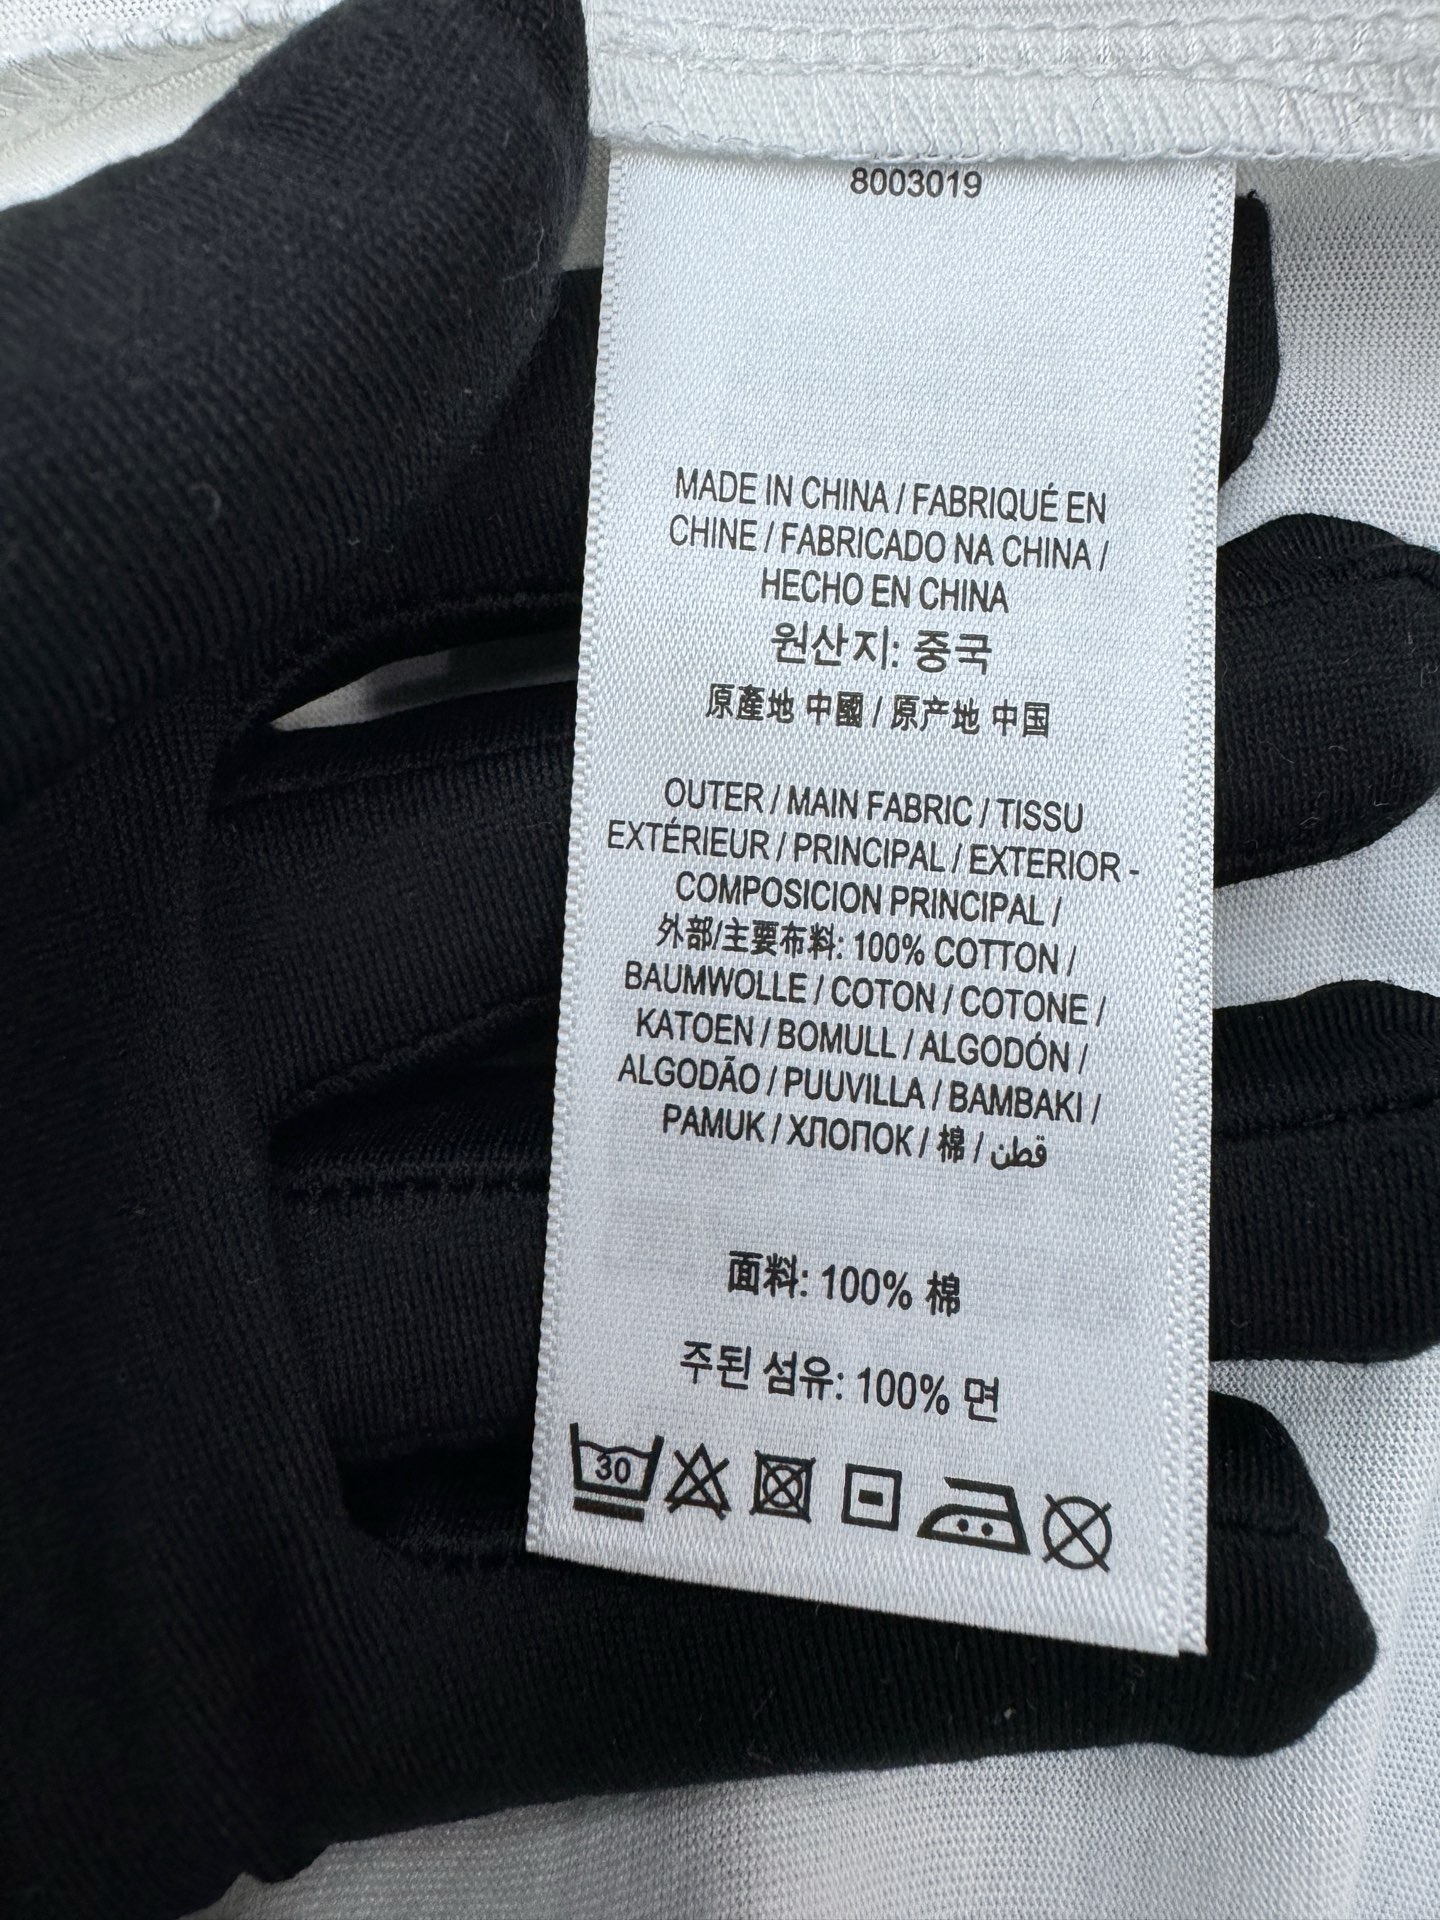 8003019
MADE IN CHINA / FABRIQUÉ EN
CHINE / FABRICADO NA CHINA /
HECHO EN CHINA
원산지: 중국
原產地 中國 / 原产地 中国
OUTER / MAIN FABRIC / TISSU
EXTÉRIEUR / PRINCIPAL / EXTERIOR -
COMPOSICION PRINCIPAL /
外部/主要布料: 100% COTTON /
BAUMWOLLE / COTON / COTONE /
KATOEN / BOMULL / ALGODÓN /
ALGODÃO / PUUVILLA / BAMBAKI /
PAMUK / ХЛОПОК / 棉 / قطن
面料: 100% 棉
주된 섬유: 100% 면
30